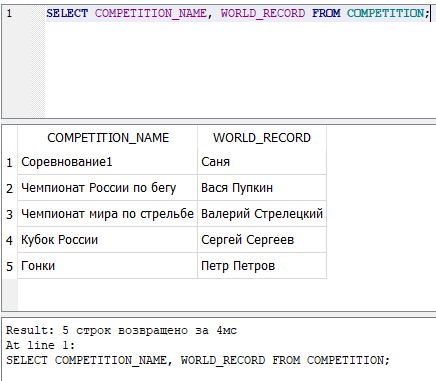 1 SELECT COMPETITION_NAME, WORLD_RECORD FROM COMPETITION;
COMPETITION_NAME WORLD_RECORD
1 Соревнование1 Саня
2 Чемпионат России по бегу Вася Пупкин
3 Чемпионат мира по стрельбе Валерий Стрелецкий
4 Кубок России Сергей Сергеев
5 Гонки Петр Петров
Result: 5 строк возвращено за 4мс
At line 1:
SELECT COMPETITION_NAME, WORLD_RECORD FROM COMPETITION;